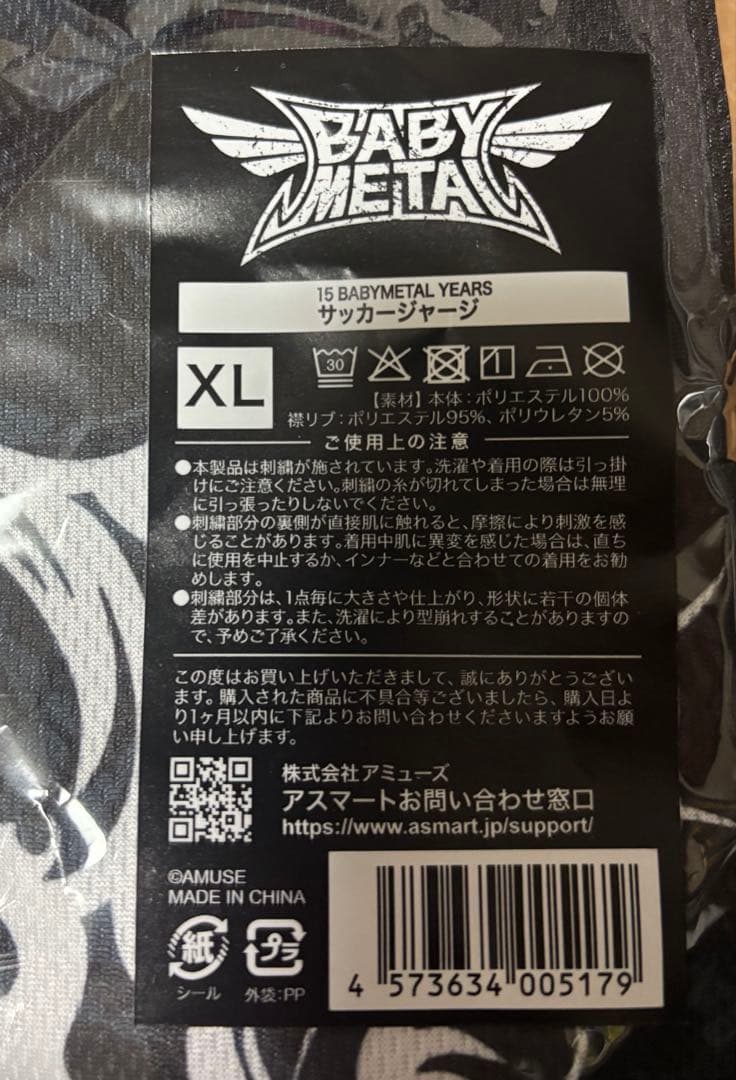 BABY
METAL
15 BABYMETAL YEARS
サッカージャージ
XL
30
【素材】本体：ポリエステル100%
襟リブ：ポリエステル95%、ポリウレタン5%
ご使用上の注意
●本製品は刺繍が施されています。洗濯や着用の際は引っ掛
けにご注意ください。刺繍の糸が切れてしまった場合は無理
に引っ張ったりしないでください。
●刺繍部分の裏側が直接肌に触れると、摩擦により刺激を感
じることがあります。着用中肌に異変を感じた場合は、直ち
に使用を中止するか、インナーなどと合わせての着用をお勧
めします。
●刺繍部分は、1点毎に大きさや仕上がり、形状に若干の個体
差があります。また、洗濯により型崩れすることがありますの
で、予めご了承ください。
この度はお買い上げいただきまして、誠にありがとうござい
ます。購入された商品に不具合等ございましたら、購入日よ
り1ヶ月以内に下記よりお問い合わせくださいますようお願
い申し上げます。
株式会社アミューズ
アスマートお問い合わせ窓口
https://www.asmart.jp/support/
©AMUSE
MADE IN CHINA
紙
プラ
シール
外袋：PP
4 573634 005179